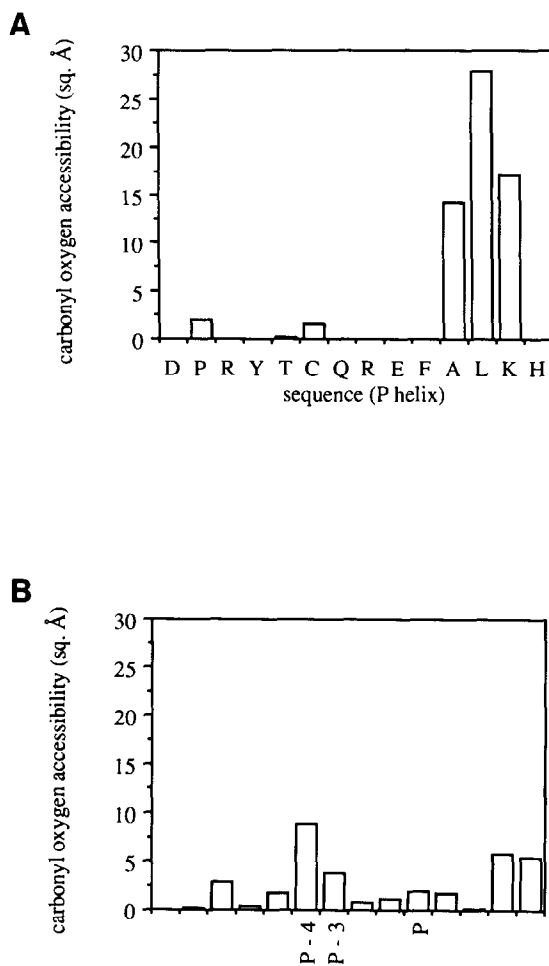 A
carbonyl oxygen accessibility (sq. Å)
30
25
20
15
10
5
0
D P R Y T C Q R E F A L K H
sequence (P helix)
B
carbonyl oxygen accessibility (sq. Å)
30
25
20
15
10
5
0
P - 4
P - 3
P